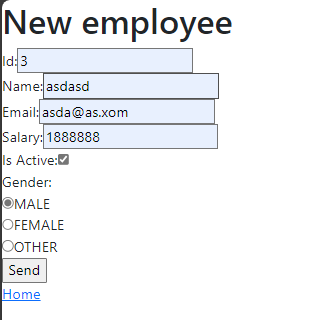 New employee
Id: 3
Name: asdasd
Email: asda@as.xom
Salary: 1888888
Is Active:
Gender:
MALE
FEMALE
OTHER
Send
Home